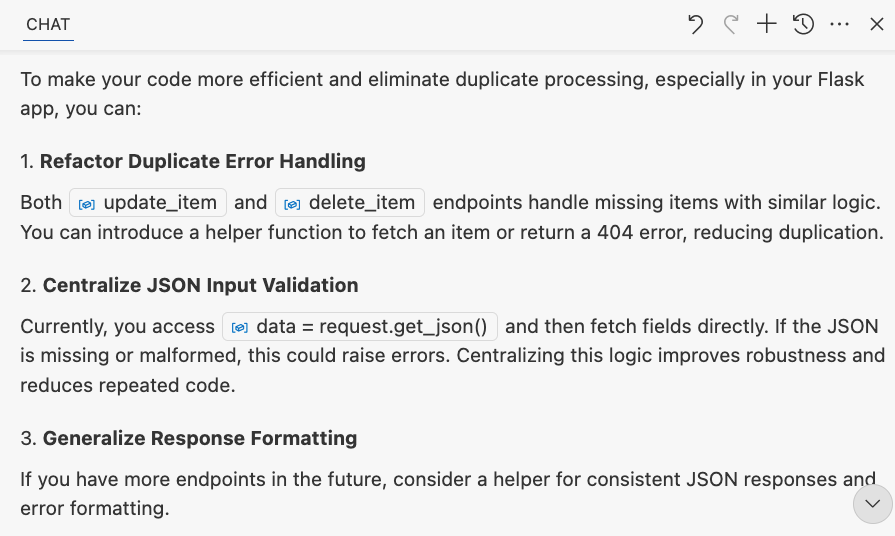 CHAT
To make your code more efficient and eliminate duplicate processing, especially in your Flask
app, you can:
1. Refactor Duplicate Error Handling
Both update_item and delete_item endpoints handle missing items with similar logic.
You can introduce a helper function to fetch an item or return a 404 error, reducing duplication.
2. Centralize JSON Input Validation
Currently, you access data = request.get_json() and then fetch fields directly. If the JSON
is missing or malformed, this could raise errors. Centralizing this logic improves robustness and
reduces repeated code.
3. Generalize Response Formatting
If you have more endpoints in the future, consider a helper for consistent JSON responses and
error formatting.